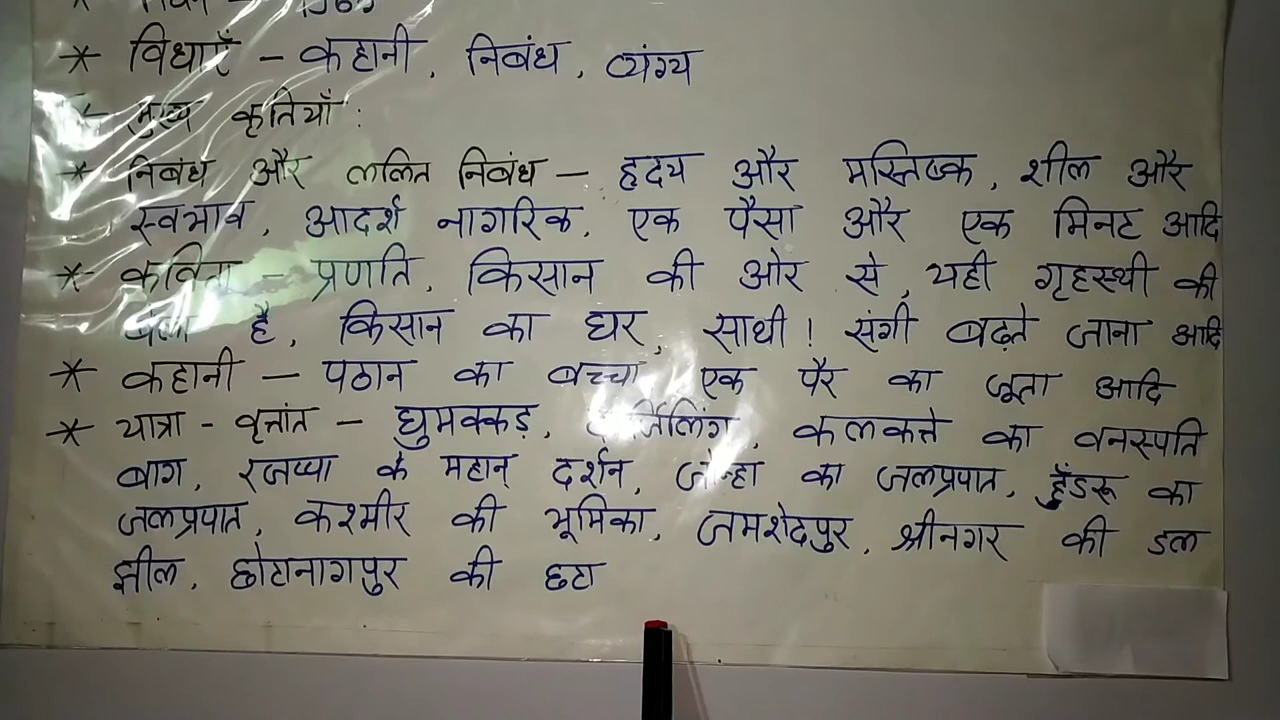 * विधाएँ - कहानी, निबंध, व्यंग्य
* मुख्य कृतियाँ :
* निबंध और ललित निबंध - हृदय और मस्तिष्क, शील और
स्वभाव, आदर्श नागरिक, एक पैसा और एक मिनट आदि
* कविता - प्रणति, किसान की ओर से, यही गृहस्थी की
है, किसान का घर, साथी! संगी बढ़ते जाना आदि
* कहानी - पठान का बच्चा, एक पैर का जूता आदि
* यात्रा - वृत्तांत - घुमक्कड़, दार्जिलिंग, कलकत्ते का वनस्पति
बाग, रजप्पा के महान् दर्शन, जोन्हा का जलप्रपात, हुँडरू का
जलप्रपात, कश्मीर की भूमिका, जमशेदपुर, श्रीनगर की डल
झील, छोटानागपुर की छटा